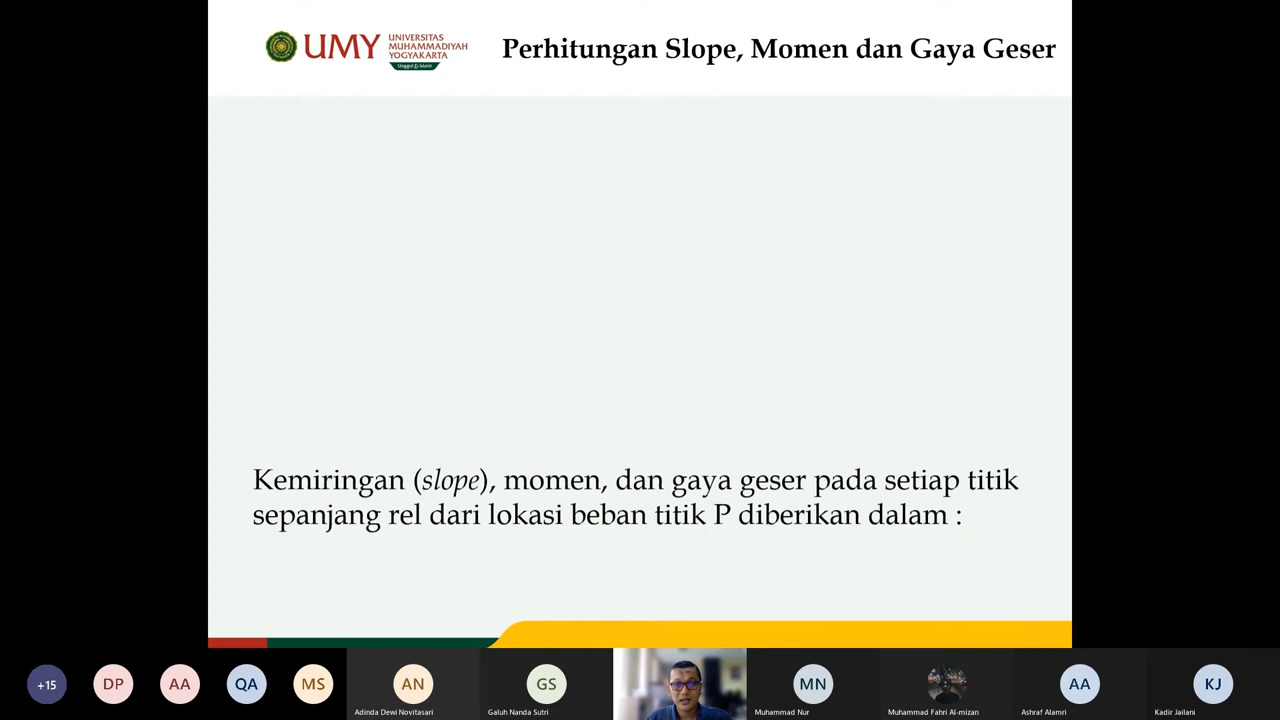 UMY
UNIVERSITAS
MUHAMMADIYAH
YOGYAKARTA
Unggul & Islami
Perhitungan Slope, Momen dan Gaya Geser
Kemiringan (slope), momen, dan gaya geser pada setiap titik
sepanjang rel dari lokasi beban titik P diberikan dalam :
+15
DP
AA
QA
MS
AN
Adinda Dewi Novitasari
GS
Galuh Nanda Sutri
MN
Muhammad Nur
Muhammad Fahri Al-mizan
AA
Ashraf Alamri
KJ
Kadir Jailani